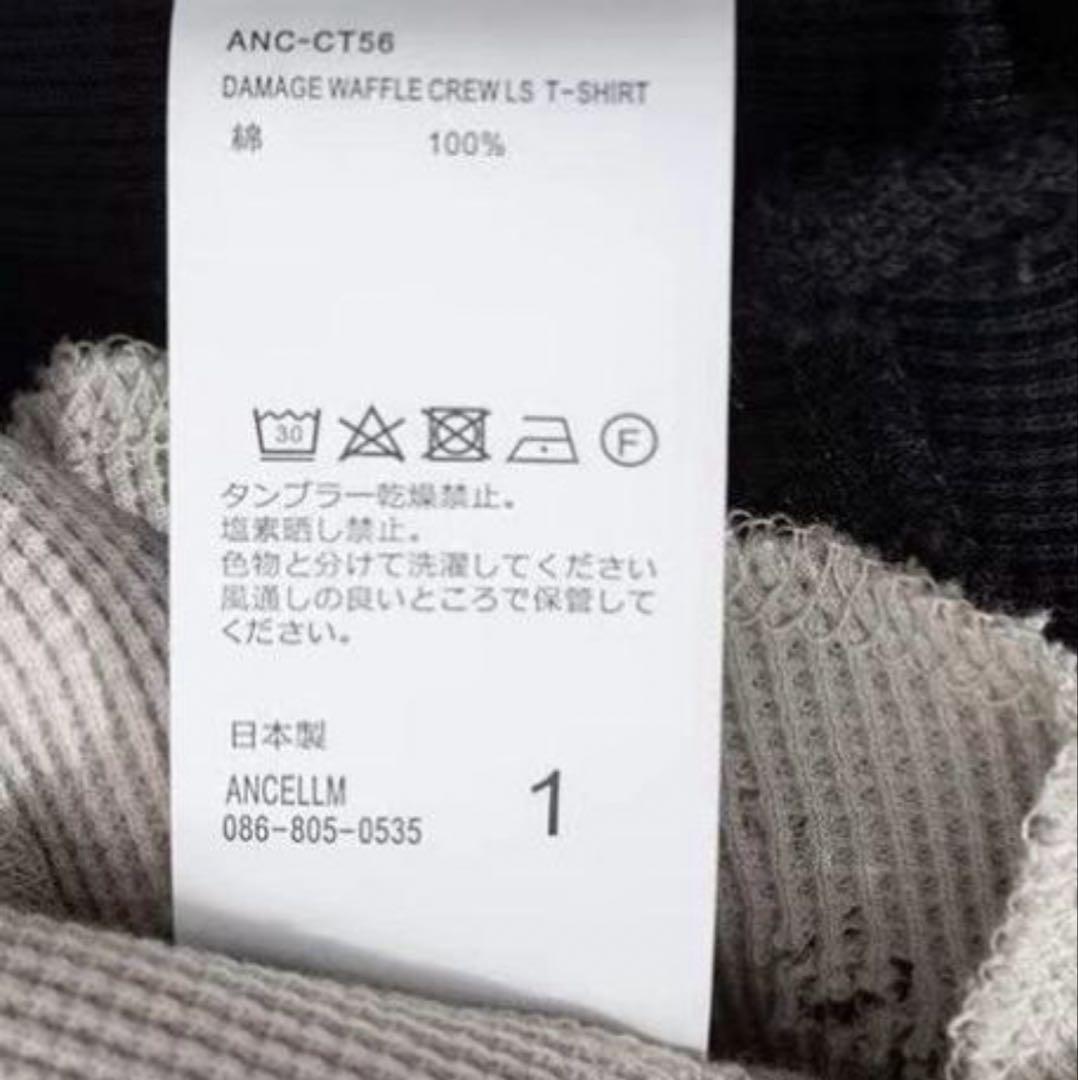 ANC-CT56
DAMAGE WAFFLE CREW LS T-SHIRT
綿 100%
30 F
タンブラー乾燥禁止。
塩素晒し禁止。
色物と分けて洗濯してください
風通しの良いところで保管して
ください。
日本製
ANCELLM 1
086-805-0535